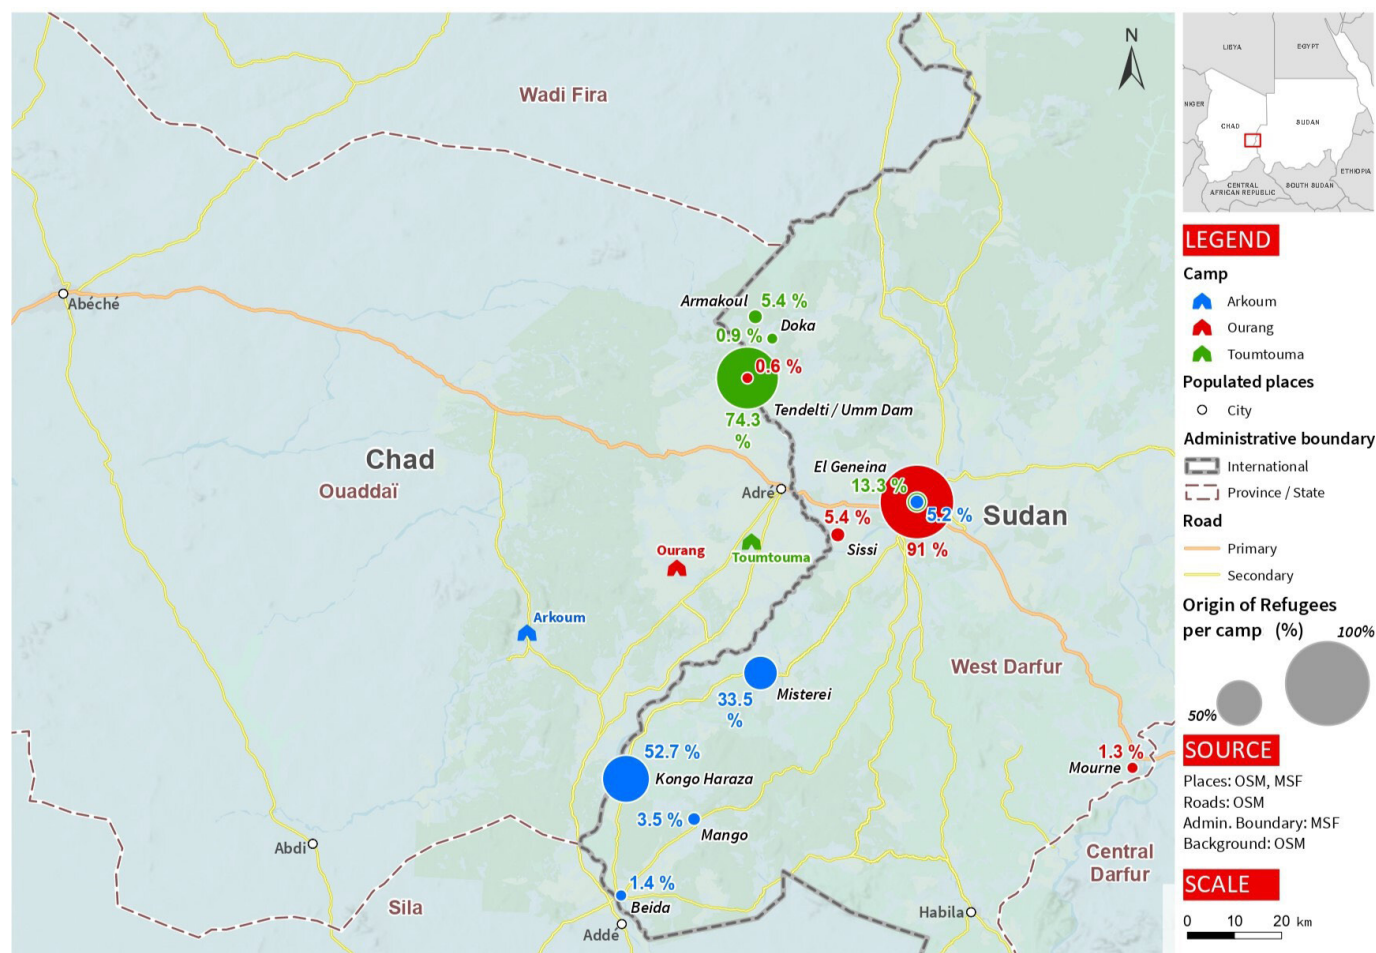 N
Wadi Fira
Abéché
Armakoul
5.4 %
Doka
0.9 %
0.6 %
Tendelti / Umm Dam
74.3
%
Chad
Ouaddaï
El Geneina
13.3 %
Adré
5.2 %
Sudan
5.4 %
Sissi
91 %
Ourang
Toumtouma
Arkoum
West Darfur
Misterei
33.5
%
52.7 %
Kongo Haraza
1.3 %
Mourne
3.5 %
Mango
Abdi
Central
Darfur
1.4 %
Beida
Sila
Addé
Habila
LIBYA
EGYPT
NIGER
CHAD
SUDAN
ETHIOPIA
CENTRAL
AFRICAN REPUBLIC
SOUTH SUDAN
LEGEND
Camp
Arkoum
Ourang
Toumtouma
Populated places
City
Administrative boundary
International
Province / State
Road
Primary
Secondary
Origin of Refugees
per camp (%)
100%
50%
SOURCE
Places: OSM, MSF
Roads: OSM
Admin. Boundary: MSF
Background: OSM
SCALE
0 10 20 km